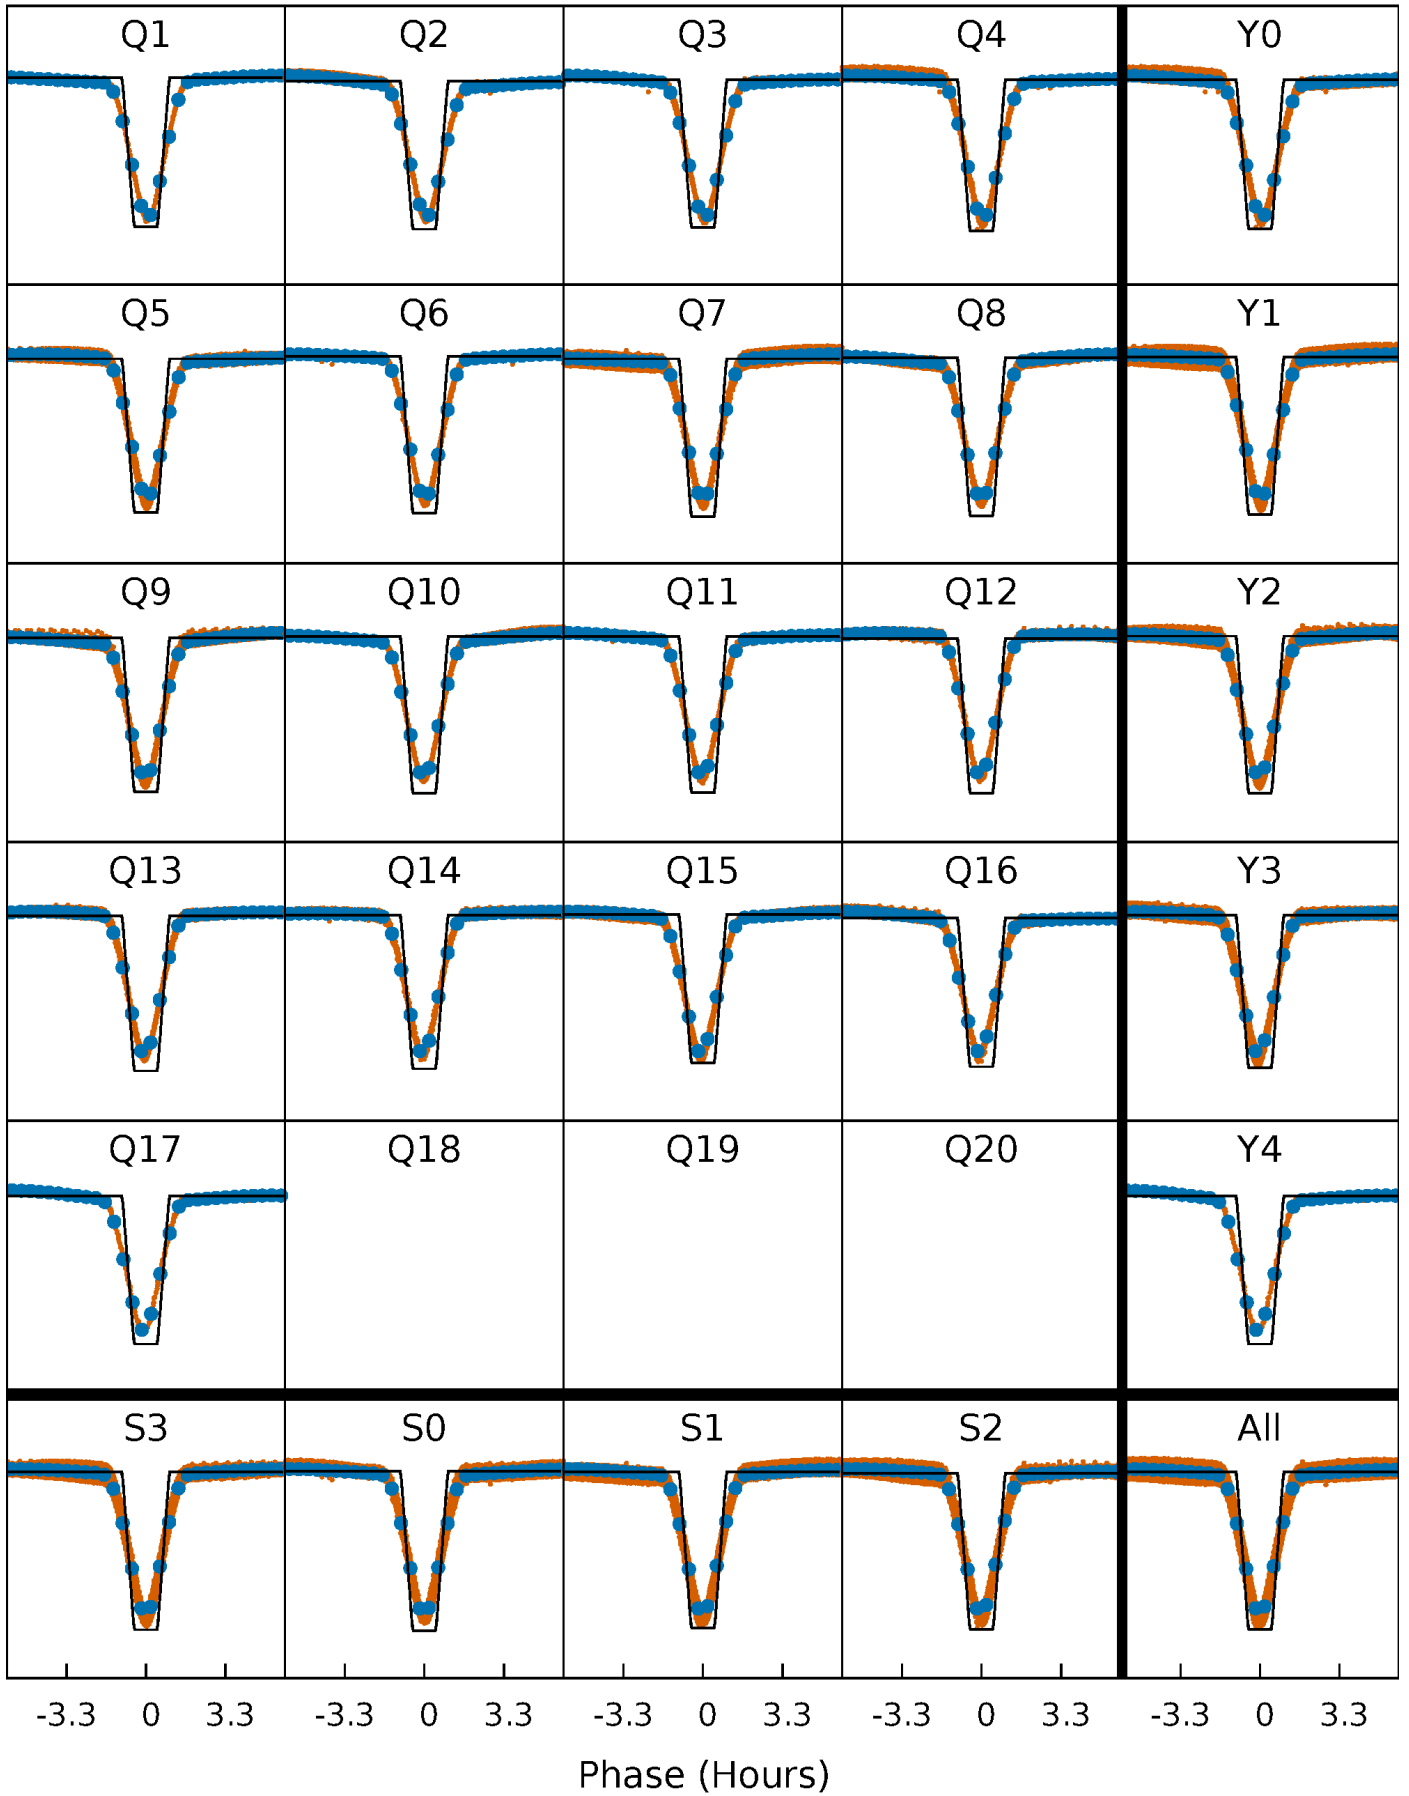 Q1 Q2 Q3 Q4 Y0
Q5 Q6 Q7 Q8 Y1
Q9 Q10 Q11 Q12 Y2
Q13 Q14 Q15 Q16 Y3
Q17 Q18 Q19 Q20 Y4
S3 S0 S1 S2 All
-3.3 0 3.3 -3.3 0 3.3 -3.3 0 3.3 -3.3 0 3.3 -3.3 0 3.3
Phase (Hours)